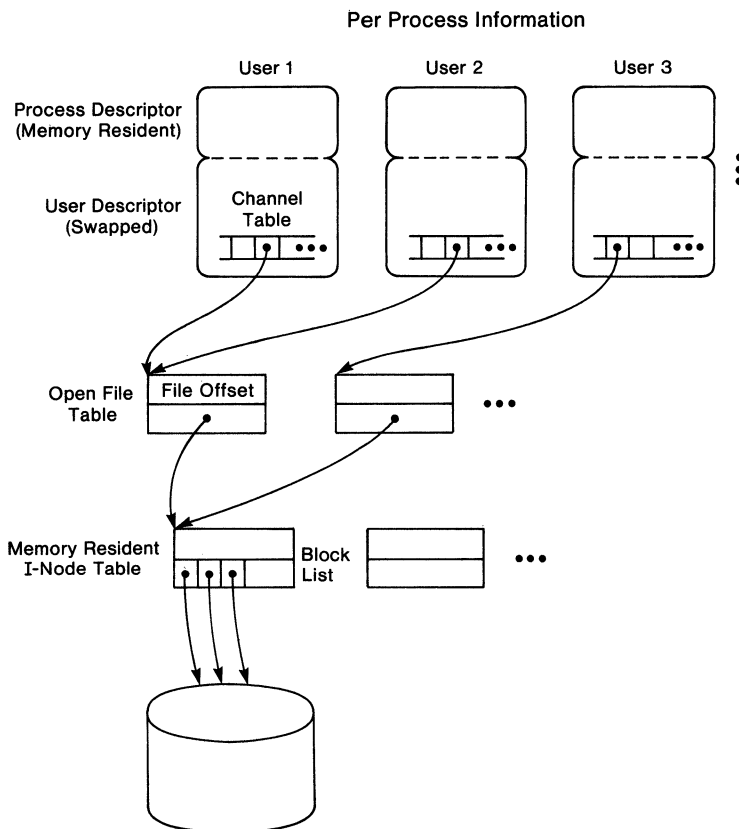 Per Process Information
User 1
User 2
User 3
Process Descriptor
(Memory Resident)
User Descriptor
(Swapped)
Channel
Table
Open File
Table
File Offset
Memory Resident
I-Node Table
Block
List